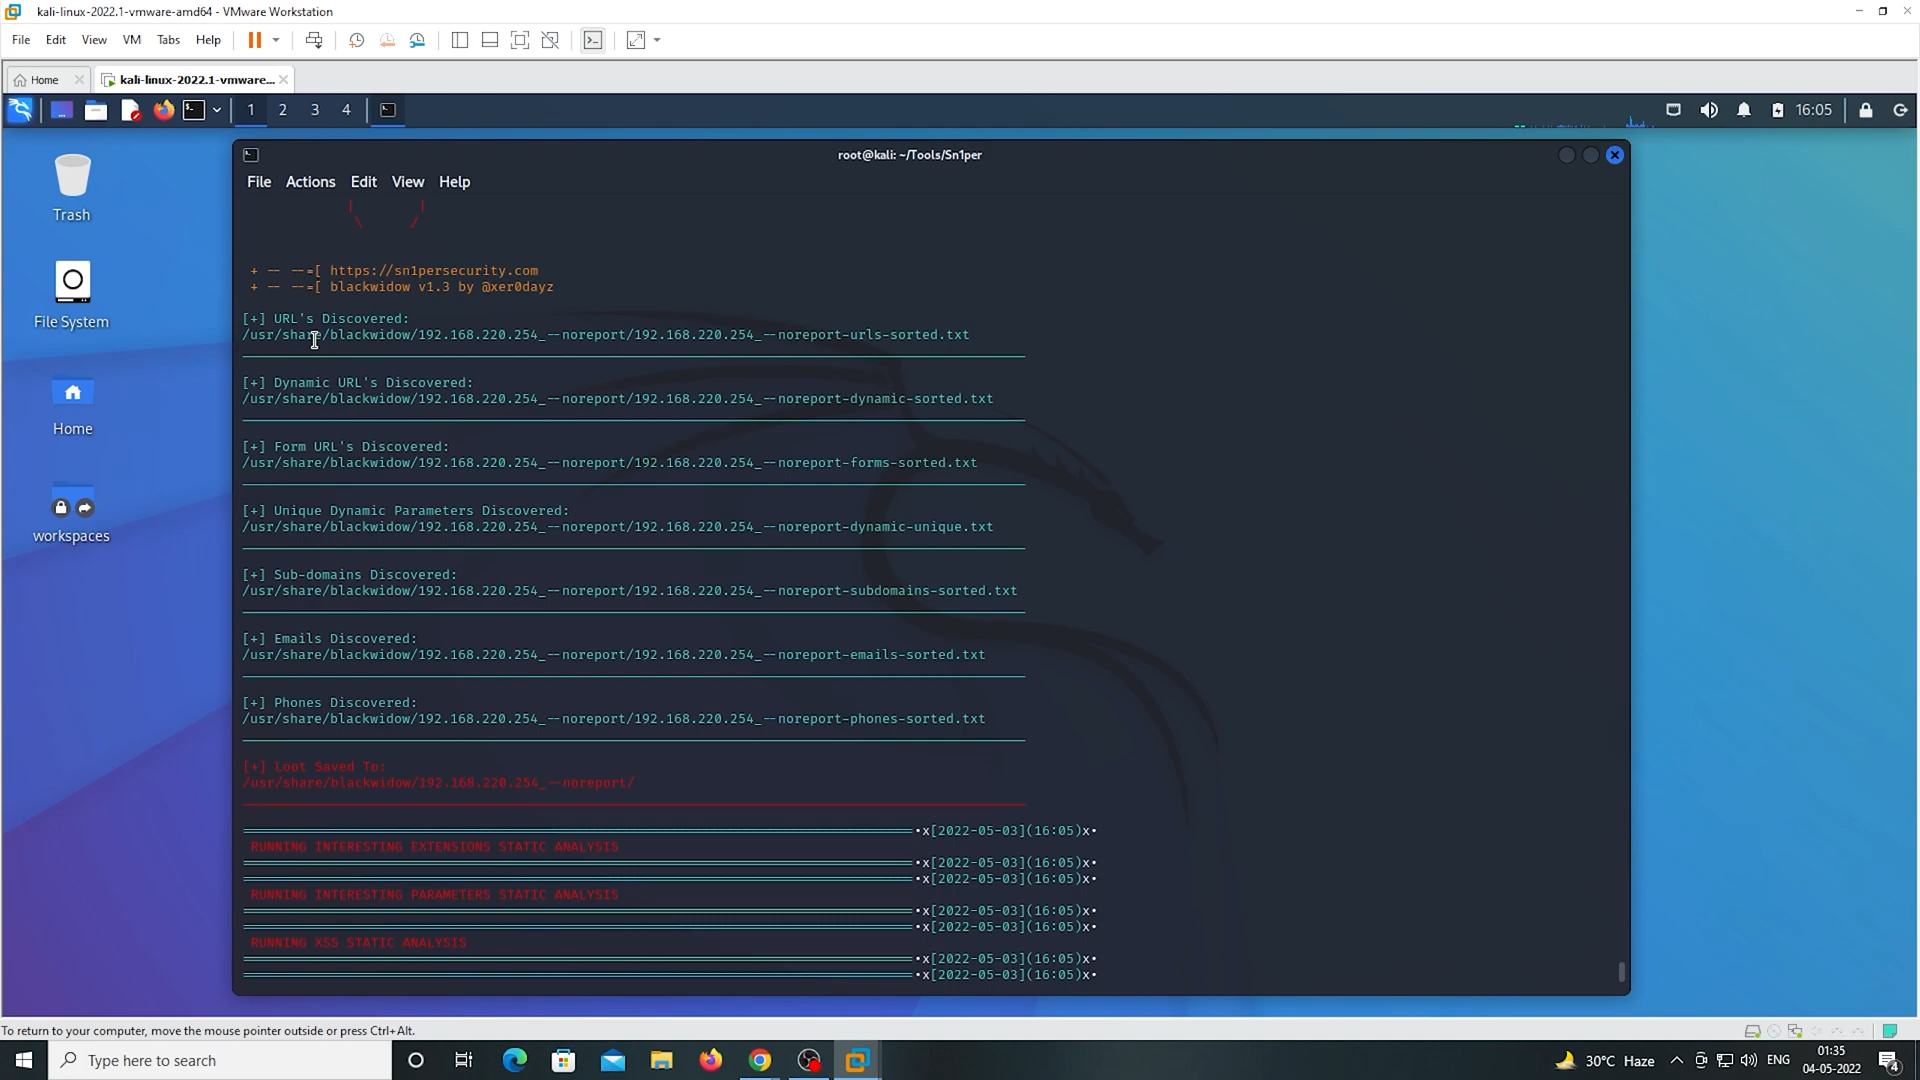 kali-linux-2022.1-vmware-amd64 - VMware Workstation
File Edit View VM Tabs Help
Home kali-linux-2022.1-vmware...
1 2 3 4 16:05
Trash
File System
Home
workspaces
root@kali: ~/Tools/Sn1per
File Actions Edit View Help
| |
\ /
+ -- --=[ https://sn1persecurity.com
+ -- --=[ blackwidow v1.3 by @xer0dayz
[+] URL's Discovered:
/usr/share/blackwidow/192.168.220.254_--noreport/192.168.220.254_--noreport-urls-sorted.txt
[+] Dynamic URL's Discovered:
/usr/share/blackwidow/192.168.220.254_--noreport/192.168.220.254_--noreport-dynamic-sorted.txt
[+] Form URL's Discovered:
/usr/share/blackwidow/192.168.220.254_--noreport/192.168.220.254_--noreport-forms-sorted.txt
[+] Unique Dynamic Parameters Discovered:
/usr/share/blackwidow/192.168.220.254_--noreport/192.168.220.254_--noreport-dynamic-unique.txt
[+] Sub-domains Discovered:
/usr/share/blackwidow/192.168.220.254_--noreport/192.168.220.254_--noreport-subdomains-sorted.txt
[+] Emails Discovered:
/usr/share/blackwidow/192.168.220.254_--noreport/192.168.220.254_--noreport-emails-sorted.txt
[+] Phones Discovered:
/usr/share/blackwidow/192.168.220.254_--noreport/192.168.220.254_--noreport-phones-sorted.txt
[+] Loot Saved To:
/usr/share/blackwidow/192.168.220.254_--noreport/
•x[2022-05-03](16:05)x•
RUNNING INTERESTING EXTENSIONS STATIC ANALYSIS
•x[2022-05-03](16:05)x•
•x[2022-05-03](16:05)x•
RUNNING INTERESTING PARAMETERS STATIC ANALYSIS
•x[2022-05-03](16:05)x•
•x[2022-05-03](16:05)x•
RUNNING XSS STATIC ANALYSIS
•x[2022-05-03](16:05)x•
•x[2022-05-03](16:05)x•
To return to your computer, move the mouse pointer outside or press Ctrl+Alt.
Type here to search
30°C Haze
ENG
01:35
04-05-2022
4